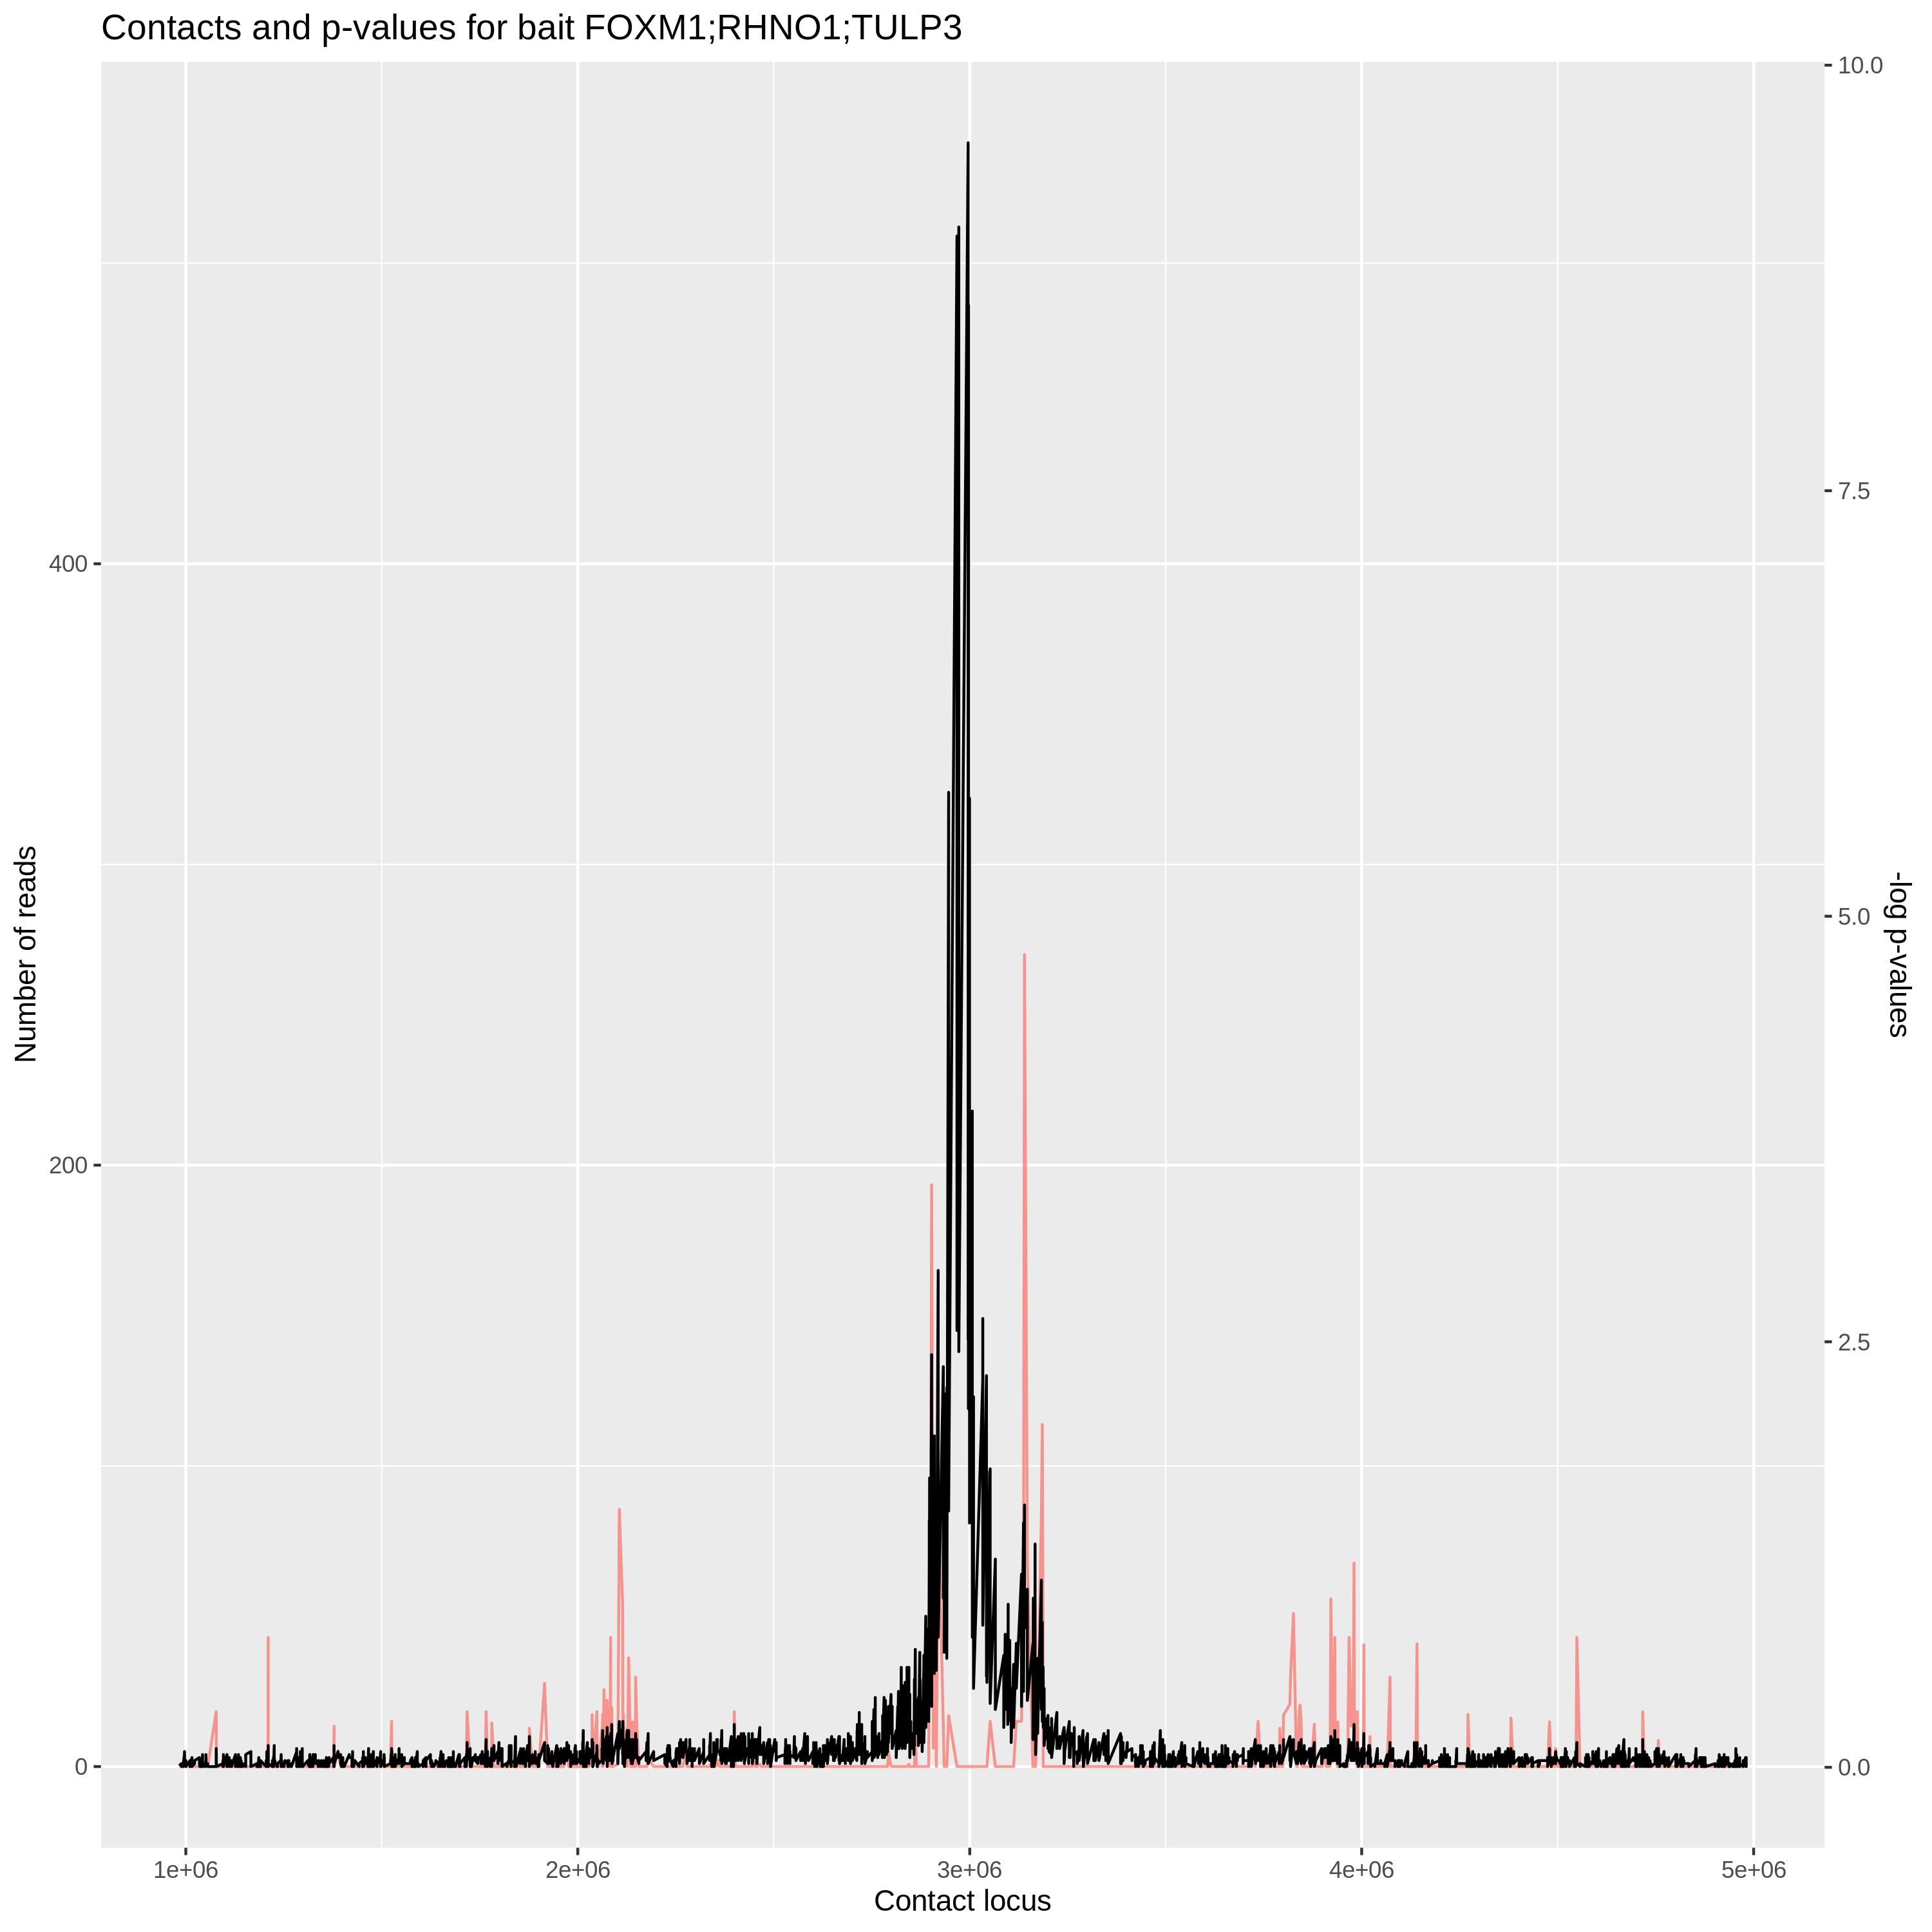 Contacts and p-values for bait FOXM1;RHNO1;TULP3
10.0
7.5
400
5.0
Number of reads
-log p-values
200
2.5
0
0.0
1e+06
2e+06
3e+06
4e+06
5e+06
Contact locus